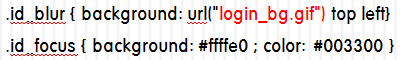 .id_blur { background: url("login_bg.gif") top left}
.id_focus { background: #ffffe0 ; color: #003300 }